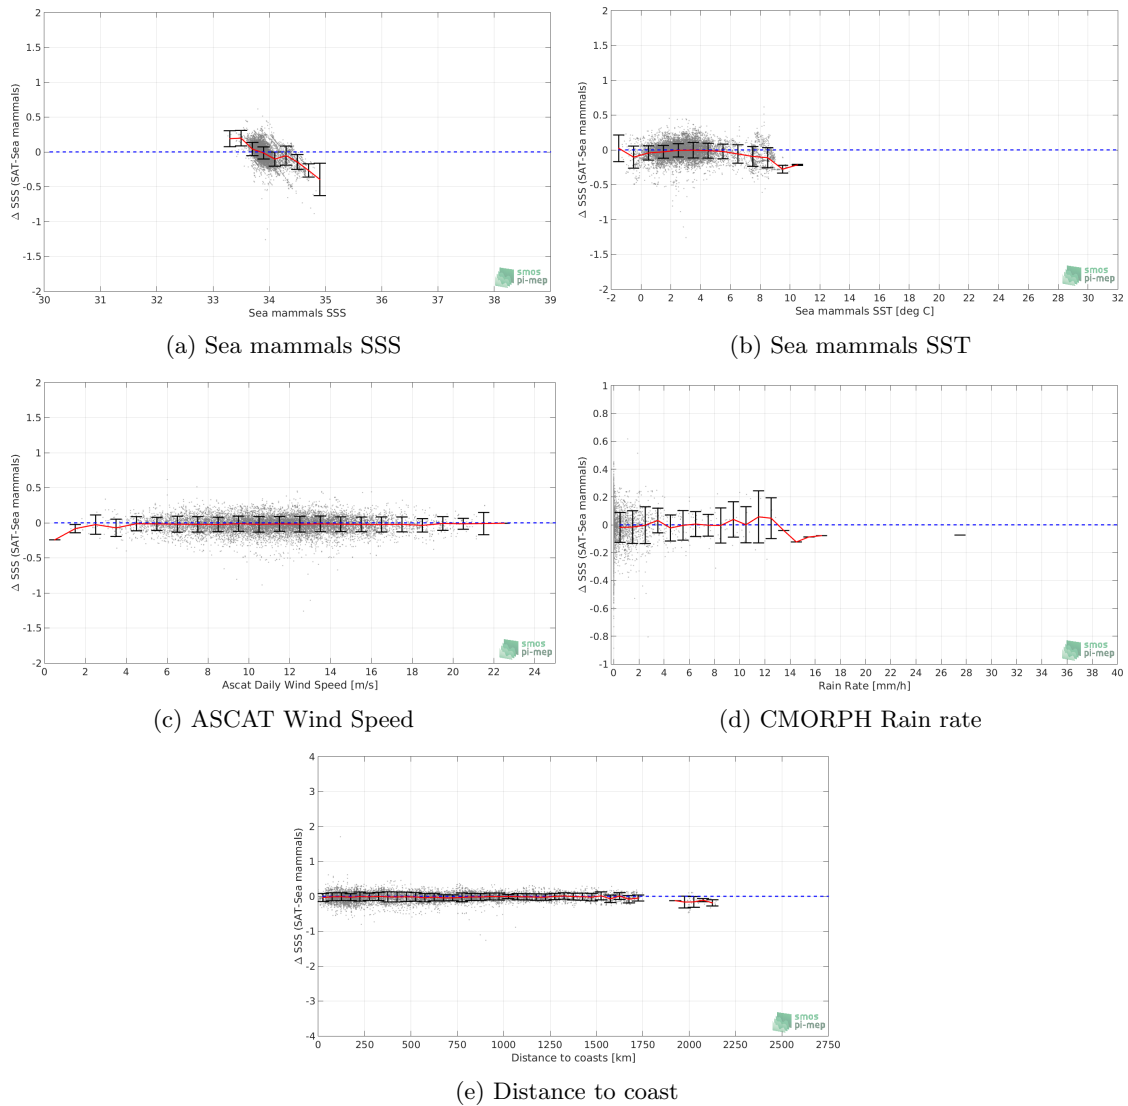 2
1.5
1
0.5
0
-0.5
-1
-1.5
-2
Δ SSS (SAT-Sea mammals)
30 31 32 33 34 35 36 37 38 39
Sea mammals SSS
smos
pi-mep
(a) Sea mammals SSS
2
1.5
1
0.5
0
-0.5
-1
-1.5
-2
Δ SSS (SAT-Sea mammals)
-2 0 2 4 6 8 10 12 14 16 18 20 22 24 26 28 30 32
Sea mammals SST [deg C]
smos
pi-mep
(b) Sea mammals SST
2
1.5
1
0.5
0
-0.5
-1
-1.5
-2
Δ SSS (SAT-Sea mammals)
0 2 4 6 8 10 12 14 16 18 20 22 24
Ascat Daily Wind Speed [m/s]
smos
pi-mep
(c) ASCAT Wind Speed
1
0.8
0.6
0.4
0.2
0
-0.2
-0.4
-0.6
-0.8
-1
Δ SSS (SAT-Sea mammals)
0 2 4 6 8 10 12 14 16 18 20 22 24 26 28 30 32 34 36 38 40
Rain Rate [mm/h]
smos
pi-mep
(d) CMORPH Rain rate
4
3
2
1
0
-1
-2
-3
-4
Δ SSS (SAT-Sea mammals)
0 250 500 750 1000 1250 1500 1750 2000 2250 2500 2750
Distance to coasts [km]
smos
pi-mep
(e) Distance to coast